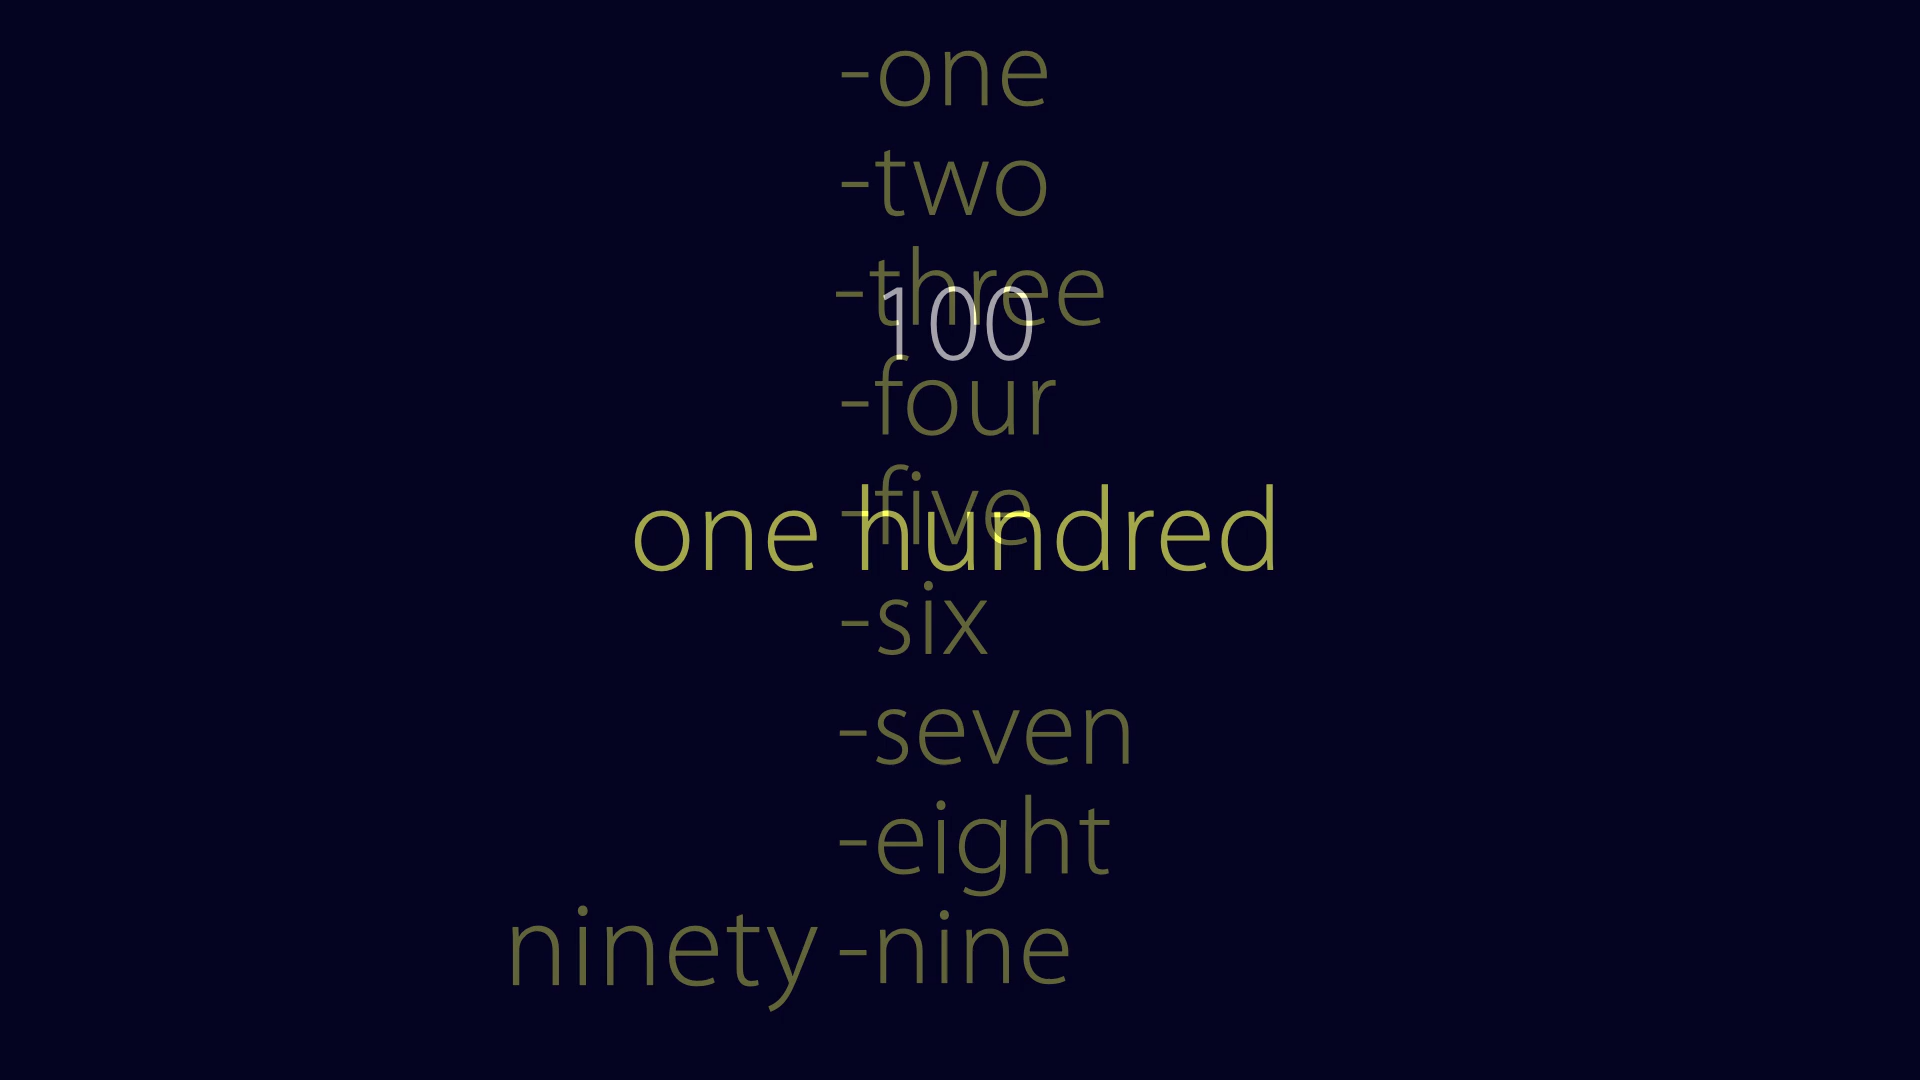 -one
-two
-three
100
-four
-five
one hundred
-six
-seven
-eight
ninety-nine